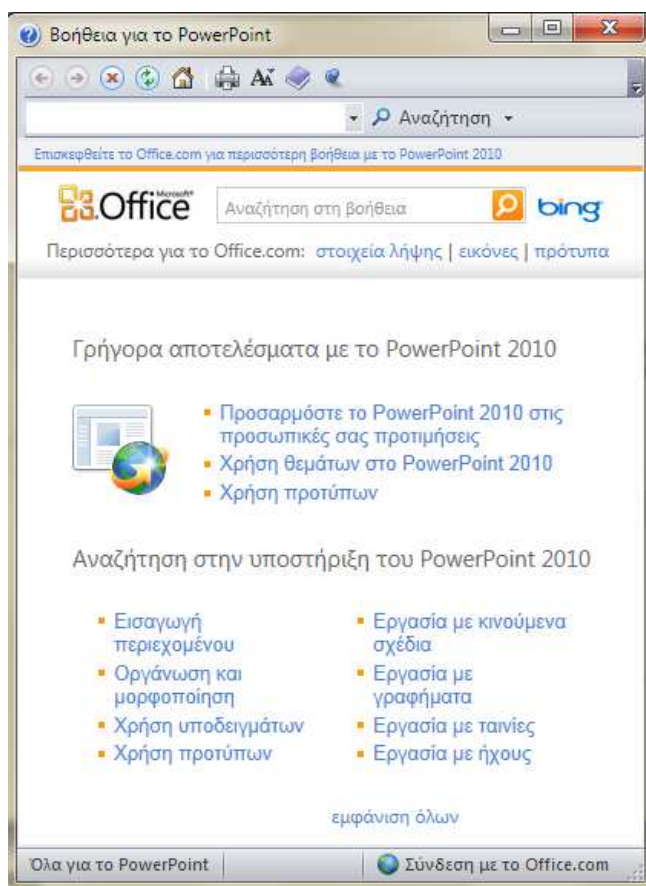 Βοήθεια για το PowerPoint
Αναζήτηση
Επισκεφθείτε το Office.com για περισσότερη βοήθεια με το PowerPoint 2010
Microsoft®
Office Αναζήτηση στη βοήθεια bing
Περισσότερα για το Office.com: στοιχεία λήψης | εικόνες | πρότυπα
Γρήγορα αποτελέσματα με το PowerPoint 2010
Προσαρμόστε το PowerPoint 2010 στις
προσωπικές σας προτιμήσεις
Χρήση θεμάτων στο PowerPoint 2010
Χρήση προτύπων
Αναζήτηση στην υποστήριξη του PowerPoint 2010
Εισαγωγή
περιεχομένου
Οργάνωση και
μορφοποίηση
Χρήση υποδειγμάτων
Χρήση προτύπων
Εργασία με κινούμενα
σχέδια
Εργασία με
γραφήματα
Εργασία με ταινίες
Εργασία με ήχους
εμφάνιση όλων
Όλα για το PowerPoint Σύνδεση με το Office.com